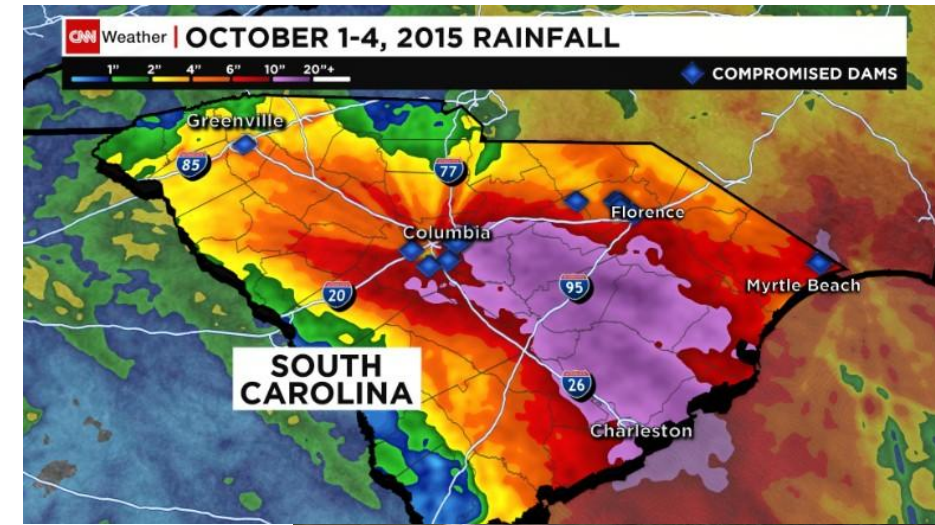 CNN Weather | OCTOBER 1-4, 2015 RAINFALL
1" 2" 4" 6" 10" 20"+
COMPROMISED DAMS
Greenville
85
77
Florence
Columbia
Myrtle Beach
95
20
SOUTH
CAROLINA
26
Charleston